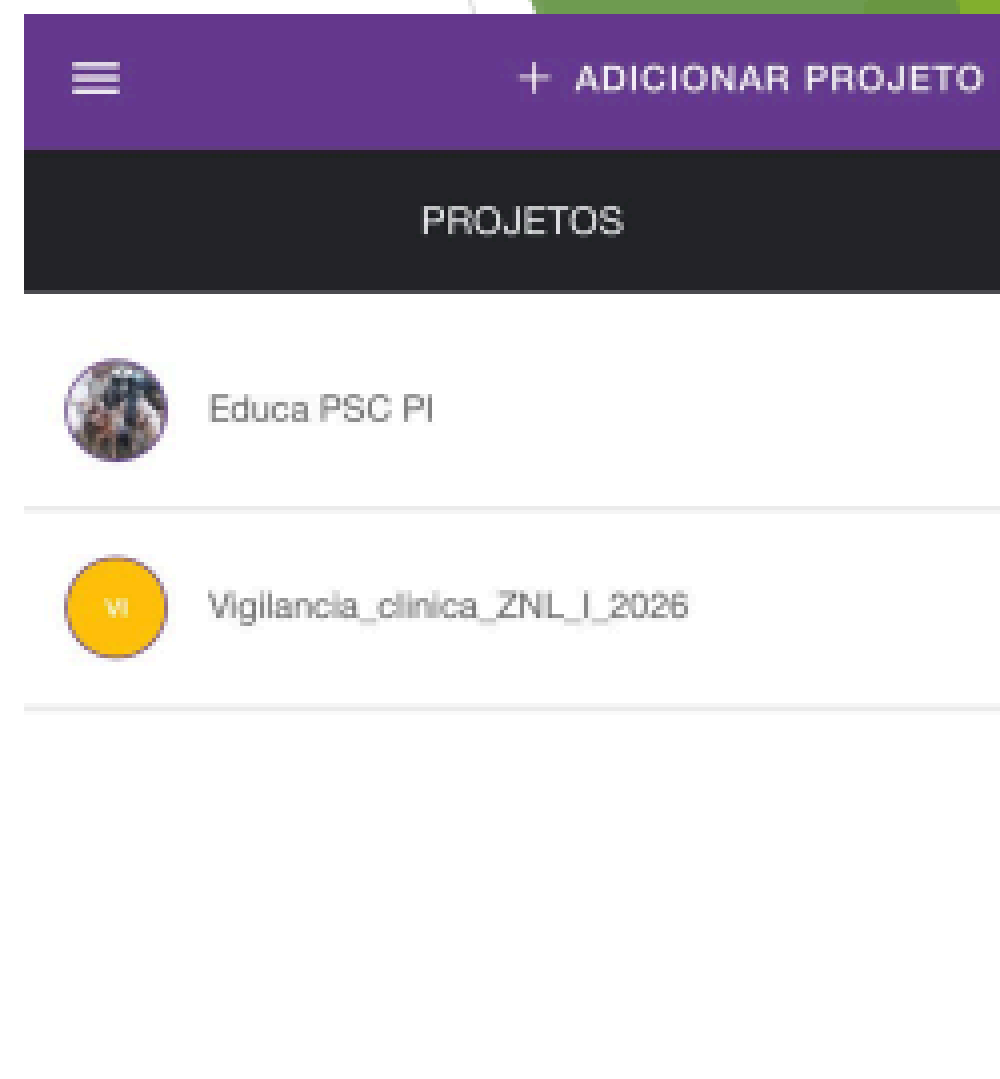 + ADICIONAR PROJETO
PROJETOS
Educa PSC PI
VI
Vigilancia_clinica_ZNL_I_2026